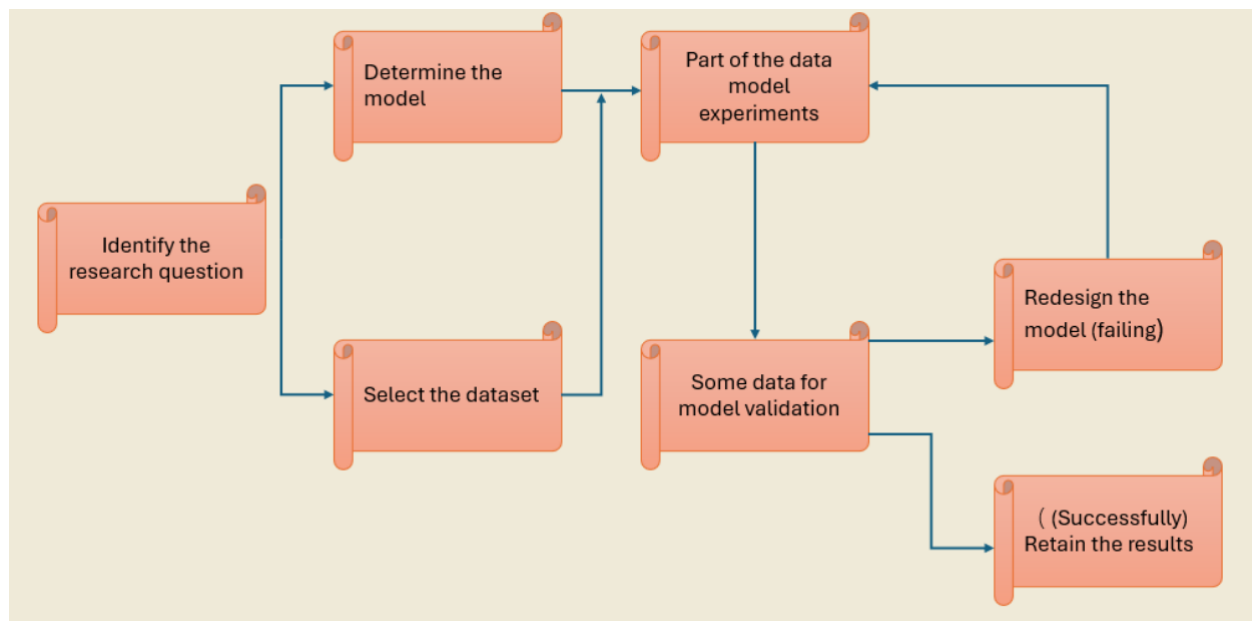 Identify the
research question
Determine the
model
Select the dataset
Part of the data
model
experiments
Some data for
model validation
Redesign the
model (failing)
( (Successfully)
Retain the results